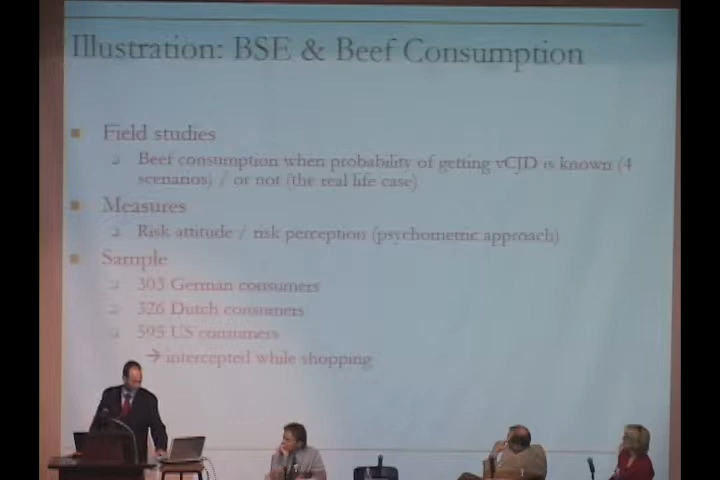 Illustration: BSE & Beef Consumption
Field studies
Beef consumption when probability of getting vCJD is known (4
scenarios) / or not (the real life case)
Measures
Risk attitude / risk perception (psychometric approach)
Sample
303 German consumers
326 Dutch consumers
595 US consumers
→ intercepted while shopping